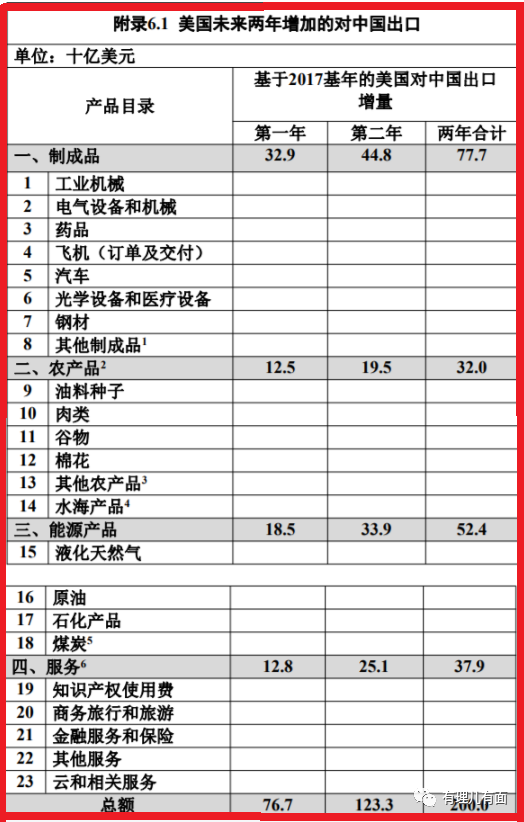 附录6.1 美国未来两年增加的对中国出口
单位：十亿美元
产品目录
基于2017基年的美国对中国出口
增量
第一年 第二年 两年合计
一、制成品 32.9 44.8 77.7
1 工业机械
2 电气设备和机械
3 药品
4 飞机（订单及交付）
5 汽车
6 光学设备和医疗设备
7 钢材
8 其他制成品1
二、农产品2 12.5 19.5 32.0
9 油料种子
10 肉类
11 谷物
12 棉花
13 其他农产品3
14 水海产品4
三、能源产品 18.5 33.9 52.4
15 液化天然气
16 原油
17 石化产品
18 煤炭5
四、服务6 12.8 25.1 37.9
19 知识产权使用费
20 商务旅行和旅游
21 金融服务和保险
22 其他服务
23 云和相关服务
总额 76.7 123.3 200.0
有理儿有面